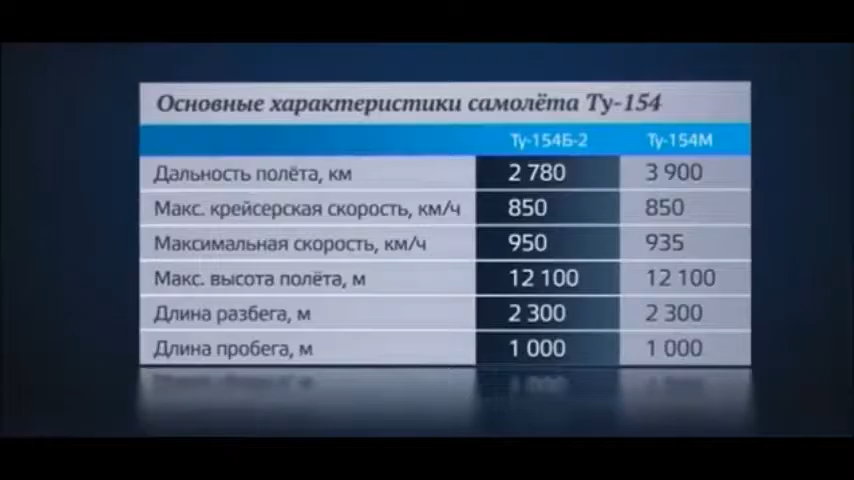 Основные характеристики самолёта Ту-154
Ту-154Б-2 Ту-154М
Дальность полёта, км 2 780 3 900
Макс. крейсерская скорость, км/ч 850 850
Максимальная скорость, км/ч 950 935
Макс. высота полёта, м 12 100 12 100
Длина разбега, м 2 300 2 300
Длина пробега, м 1 000 1 000